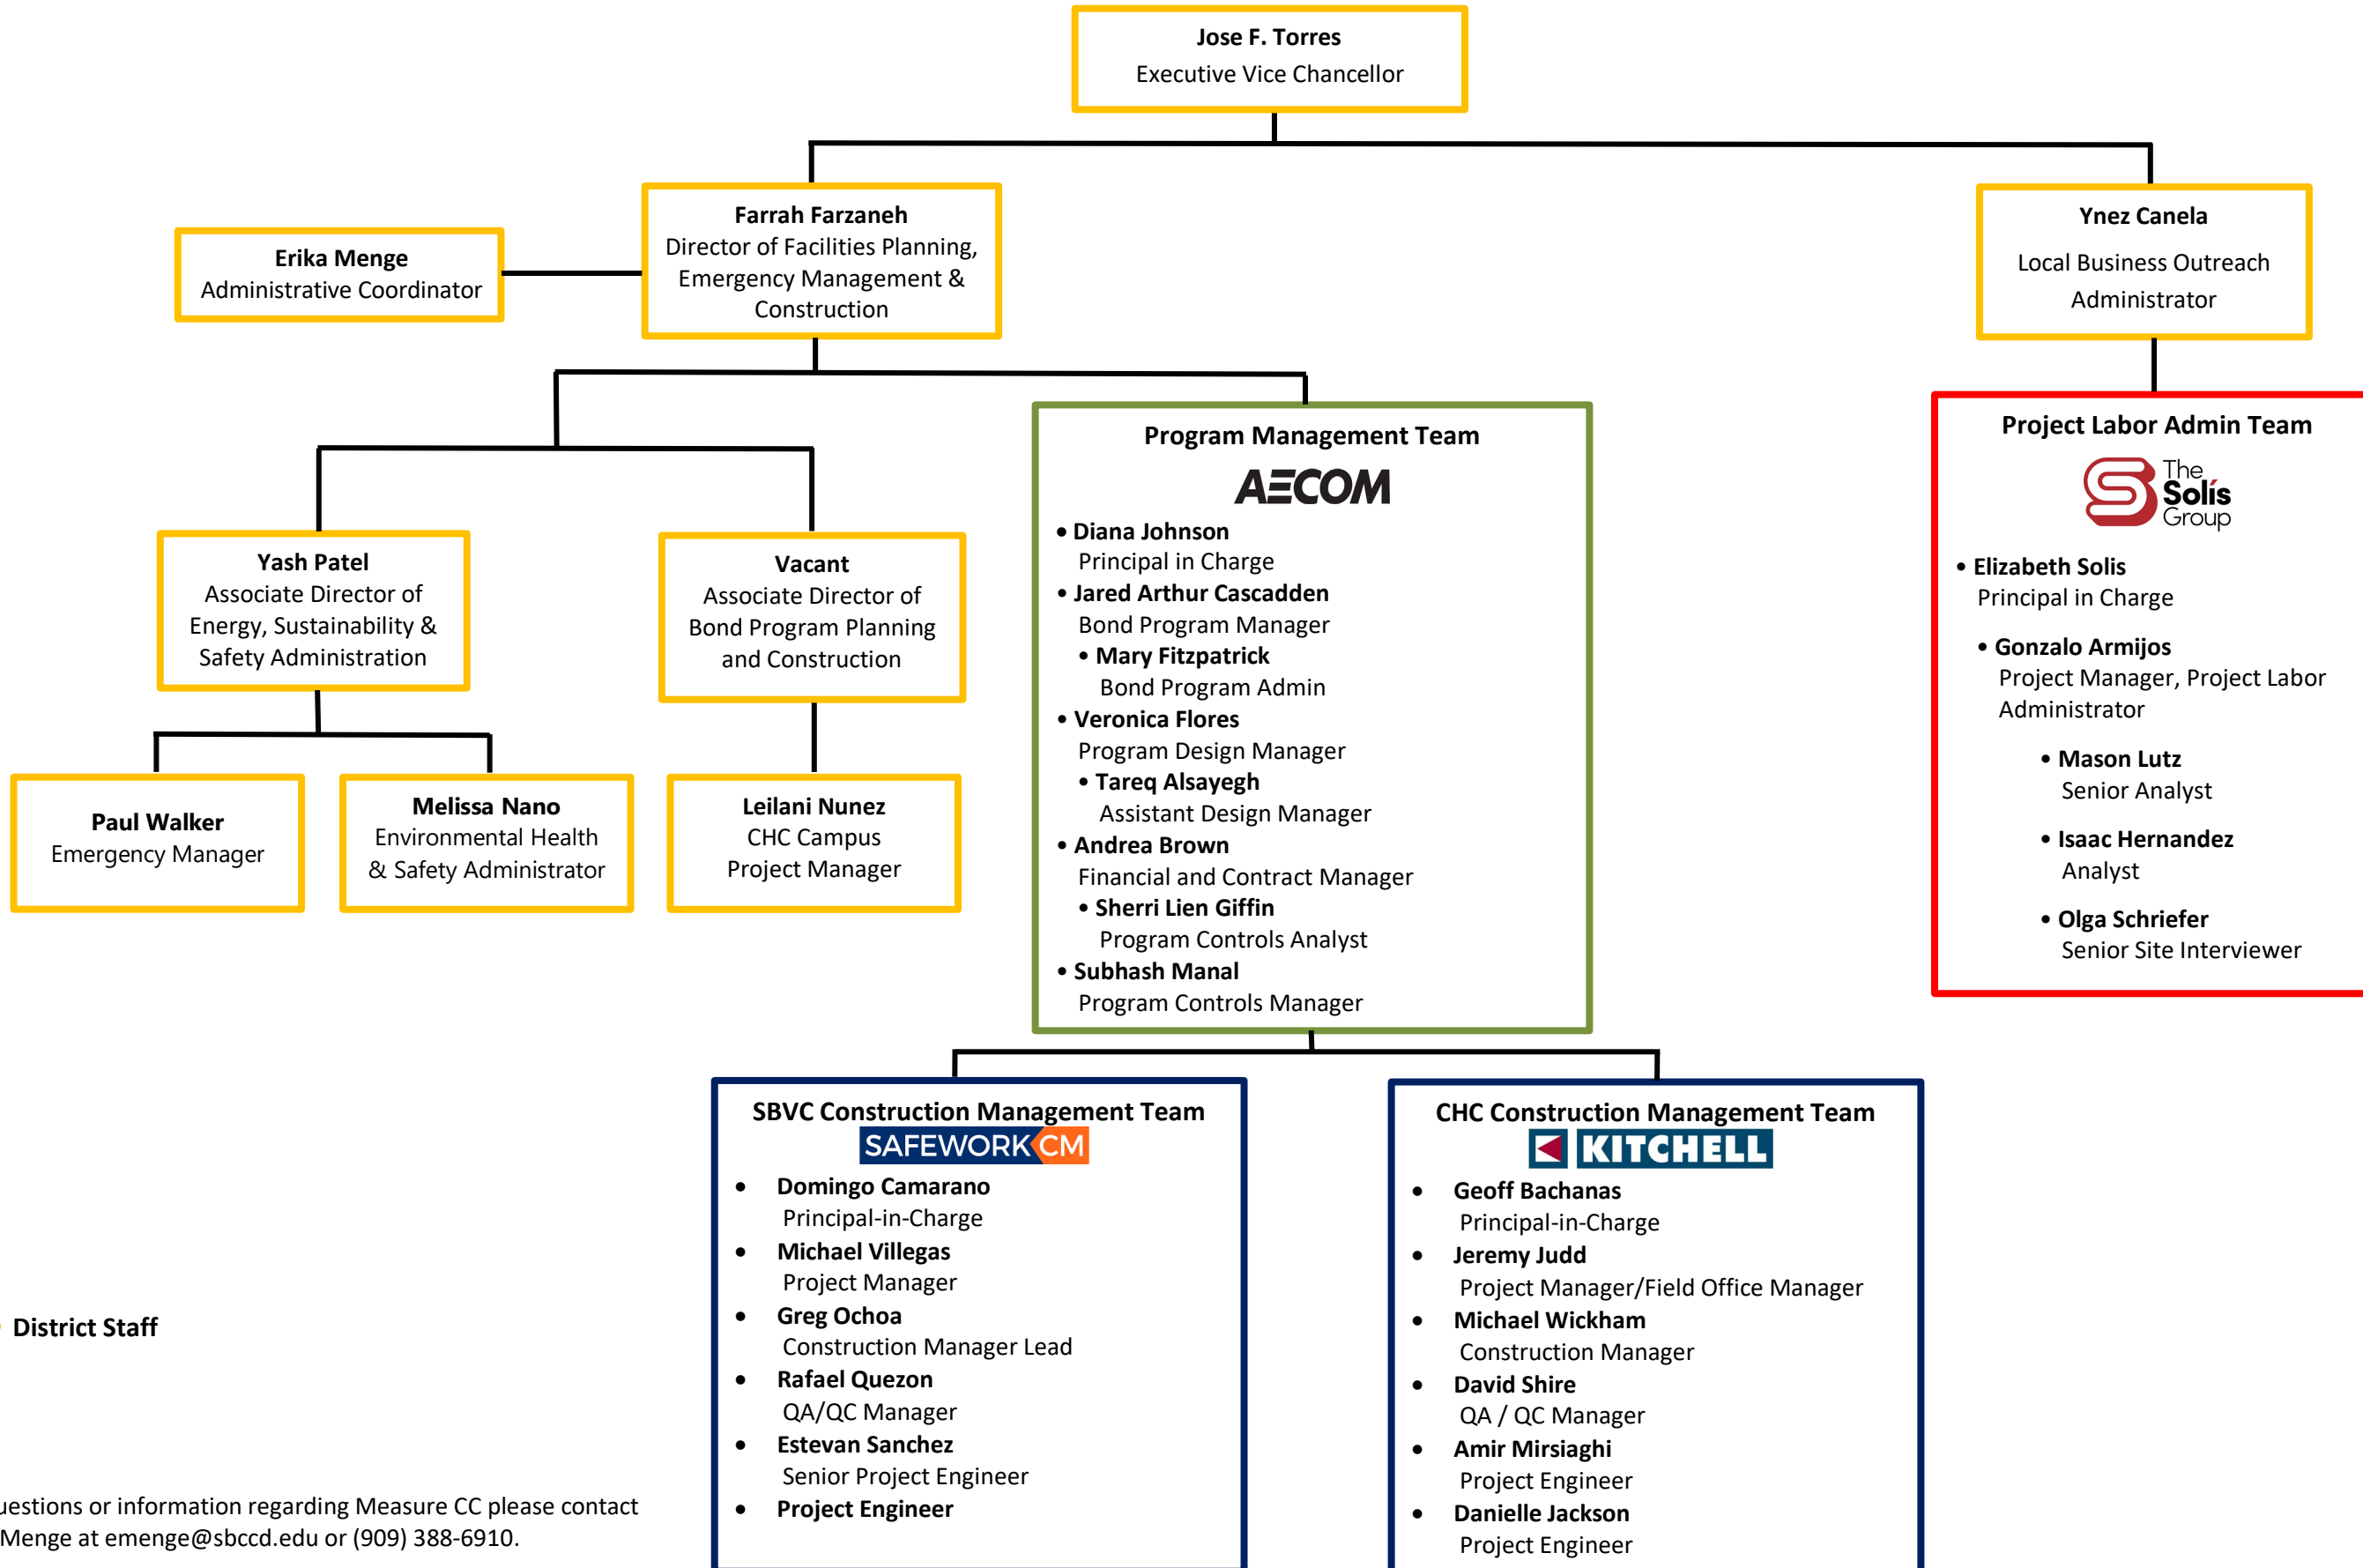 Jose F. Torres
Executive Vice Chancellor
Farrah Farzaneh
Director of Facilities Planning,
Emergency Management &
Construction
Ynez Canela
Local Business Outreach
Administrator
Erika Menge
Administrative Coordinator
Yash Patel
Associate Director of
Energy, Sustainability &
Safety Administration
Vacant
Associate Director of
Bond Program Planning
and Construction
Paul Walker
Emergency Manager
Melissa Nano
Environmental Health
& Safety Administrator
Leilani Nunez
CHC Campus
Project Manager
Program Management Team
AECOM
• Diana Johnson
Principal in Charge
• Jared Arthur Cascadden
Bond Program Manager
• Mary Fitzpatrick
Bond Program Admin
• Veronica Flores
Program Design Manager
• Tareq Alsayegh
Assistant Design Manager
• Andrea Brown
Financial and Contract Manager
• Sherri Lien Giffin
Program Controls Analyst
• Subhash Manal
Program Controls Manager
Project Labor Admin Team
The
Solís
Group
• Elizabeth Solis
Principal in Charge
• Gonzalo Armijos
Project Manager, Project Labor
Administrator
• Mason Lutz
Senior Analyst
• Isaac Hernandez
Analyst
• Olga Schriefer
Senior Site Interviewer
SBVC Construction Management Team
SAFEWORK CM
• Domingo Camarano
Principal-in-Charge
• Michael Villegas
Project Manager
• Greg Ochoa
Construction Manager Lead
• Rafael Quezon
QA/QC Manager
• Estevan Sanchez
Senior Project Engineer
• Project Engineer
CHC Construction Management Team
KITCHELL
• Geoff Bachanas
Principal-in-Charge
• Jeremy Judd
Project Manager/Field Office Manager
• Michael Wickham
Construction Manager
• David Shire
QA / QC Manager
• Amir Mirsiaghi
Project Engineer
• Danielle Jackson
Project Engineer
District Staff
uestions or information regarding Measure CC please contact
Menge at emenge@sbccd.edu or (909) 388-6910.